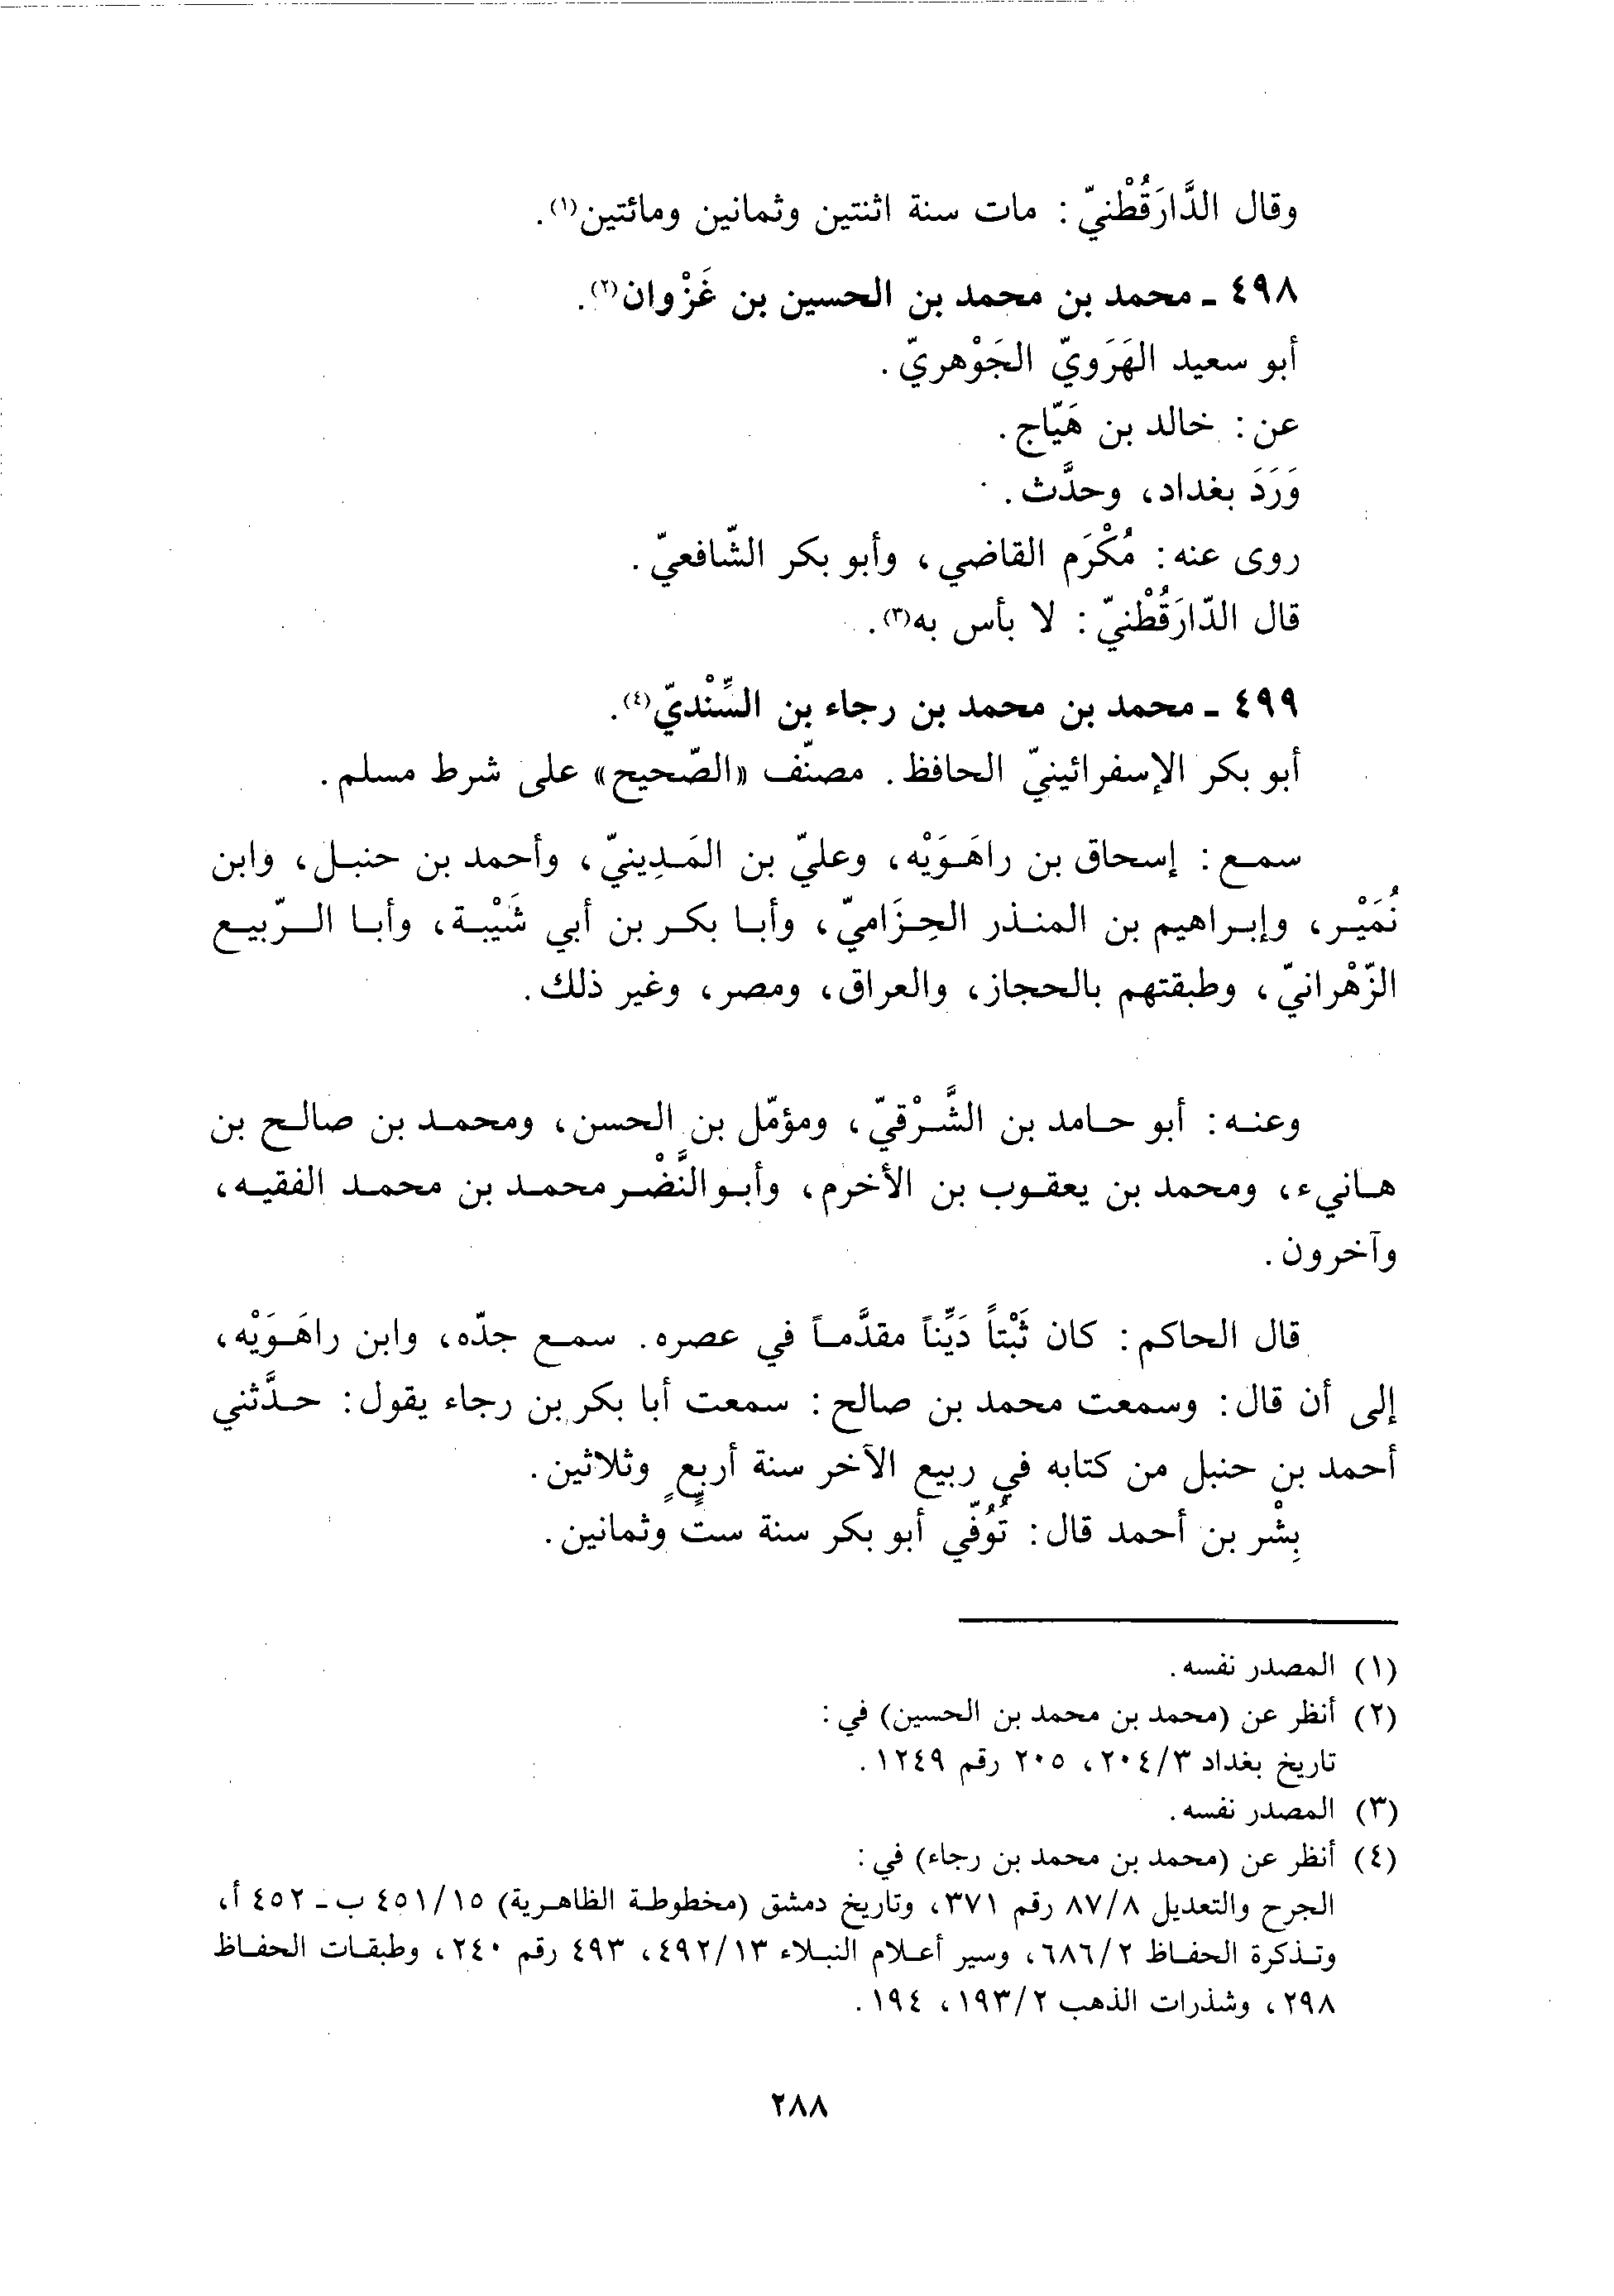 وقال الدَّارَقُطْنيّ: مات سنة اثنتين وثمانين ومائتين(١).
٤٩٨ ـ محمد بن محمد بن الحسين بن غَزْوان(٢).
أبو سعيد الهَرَويّ الجَوْهريّ.
عن: خالد بن هَيّاج.
وَرَدَ بغداد، وحدَّث.
روى عنه: مُكْرَم القاضي، وأبو بكر الشّافعيّ.
قال الدّارَقُطْنيّ: لا بأس به(٣).
٤٩٩ ـ محمد بن محمد بن رجاء بن السِّنْديّ(٤).
أبو بكر الإسفرائينيّ الحافظ. مصنّف «الصّحيح» على شرط مسلم.
سمع: إسحاق بن راهَوَيْه، وعليّ بن المَدِينيّ، وأحمد بن حنبل، وابن
نُمَيْر، وإبراهيم بن المنذر الحِزَاميّ، وأبا بكر بن أبي شَيْبة، وأبا الرّبيع
الزّهْرانيّ، وطبقتهم بالحجاز، والعراق، ومصر، وغير ذلك.
وعنه: أبو حامد بن الشَّرْقيّ، ومؤمّل بن الحسن، ومحمد بن صالح بن
هانيء، ومحمد بن يعقوب بن الأخرم، وأبو النَّضْر محمد بن محمد الفقيه،
وآخرون.
قال الحاكم: كان ثَبْتاً دَيِّناً مقدَّماً في عصره. سمع جدّه، وابن راهَوَيْه،
إلى أن قال: وسمعت محمد بن صالح: سمعت أبا بكر بن رجاء يقول: حدَّثني
أحمد بن حنبل من كتابه في ربيع الآخر سنة أربعٍ وثلاثين.
بِشْر بن أحمد قال: تُوُفّي أبو بكر سنة ستٍّ وثمانين.
(١) المصدر نفسه.
(٢) أنظر عن (محمد بن محمد بن الحسين) في:
تاريخ بغداد ٢٠٤/٣، ٢٠٥ رقم ١٢٤٩.
(٣) المصدر نفسه.
(٤) أنظر عن (محمد بن محمد بن رجاء) في:
الجرح والتعديل ٨٧/٨ رقم ٣٧١، وتاريخ دمشق (مخطوطة الظاهرية) ٤٥١/١٥ ب ـ ٤٥٢ أ،
وتذكرة الحفاظ ٦٨٦/٢، وسير أعلام النبلاء ٤٩٢/١٣، ٤٩٣ رقم ٢٤٠، وطبقات الحفاظ
٢٩٨، وشذرات الذهب ١٩٣/٢، ١٩٤.
٢٨٨